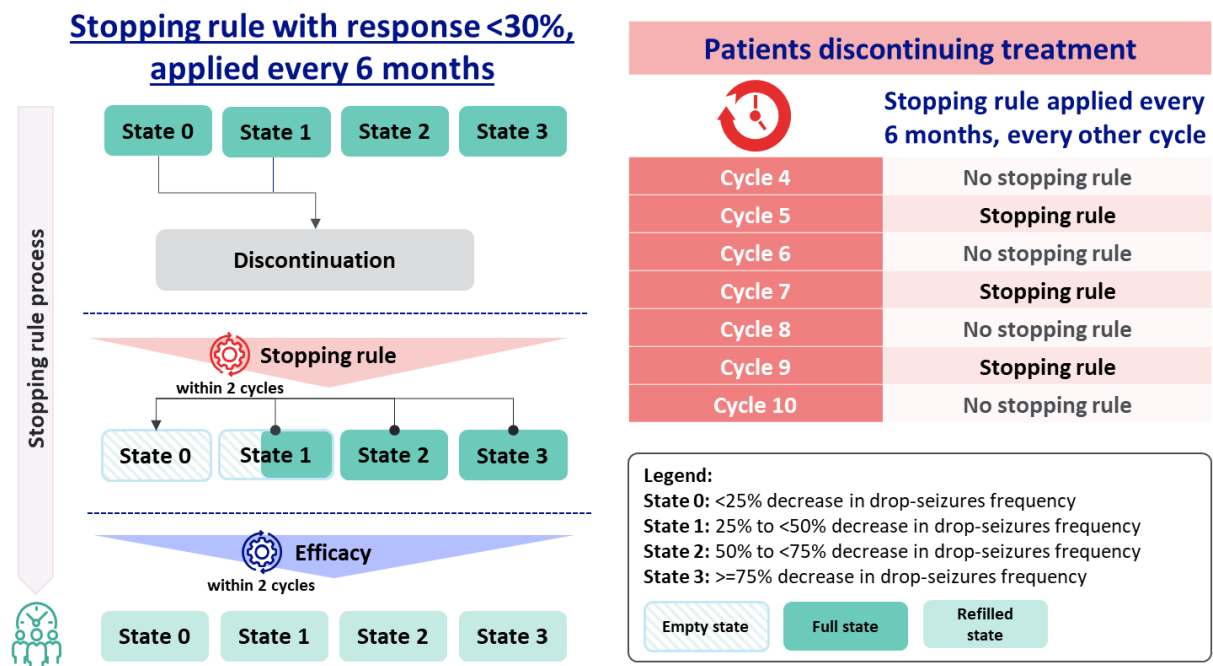 Stopping rule with response <30%,
applied every 6 months
Stopping rule process
State 0
State 1
State 2
State 3
Discontinuation
Stopping rule
within 2 cycles
State 0
State 1
State 2
State 3
Efficacy
within 2 cycles
State 0
State 1
State 2
State 3
Patients discontinuing treatment
Stopping rule applied every
6 months, every other cycle
Cycle 4 No stopping rule
Cycle 5 Stopping rule
Cycle 6 No stopping rule
Cycle 7 Stopping rule
Cycle 8 No stopping rule
Cycle 9 Stopping rule
Cycle 10 No stopping rule
Legend:
State 0: <25% decrease in drop-seizures frequency
State 1: 25% to <50% decrease in drop-seizures frequency
State 2: 50% to <75% decrease in drop-seizures frequency
State 3: >=75% decrease in drop-seizures frequency
Empty state
Full state
Refilled
state